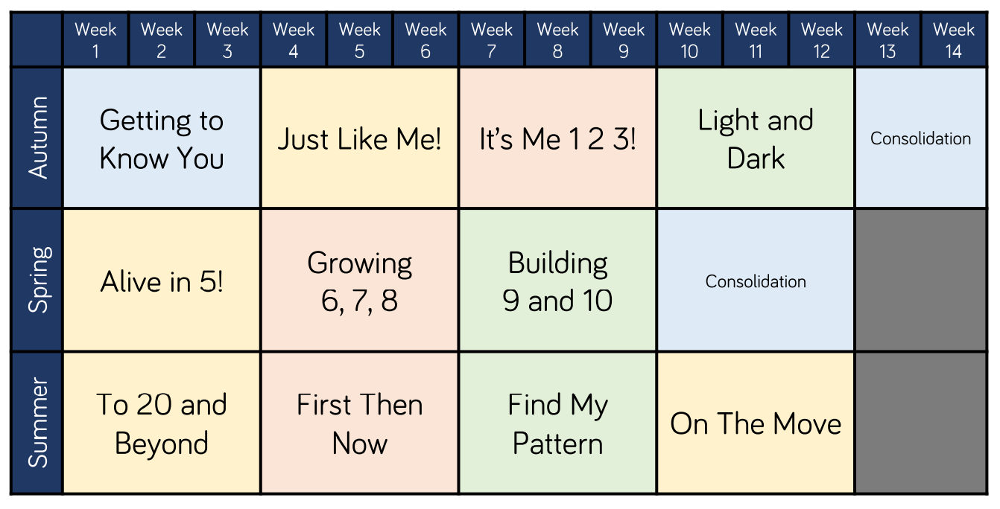 Week 1
Week 2
Week 3
Week 4
Week 5
Week 6
Week 7
Week 8
Week 9
Week 10
Week 11
Week 12
Week 13
Week 14
Autumn
Getting to
Know You
Just Like Me!
It's Me 1 2 3!
Light and
Dark
Consolidation
Spring
Alive in 5!
Growing
6, 7, 8
Building
9 and 10
Consolidation
Summer
To 20 and
Beyond
First Then
Now
Find My
Pattern
On The Move